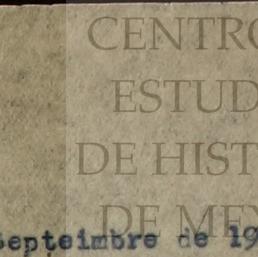 CENTRO
ESTUD
DE HIST
DE MEX
Septeimbre de 19